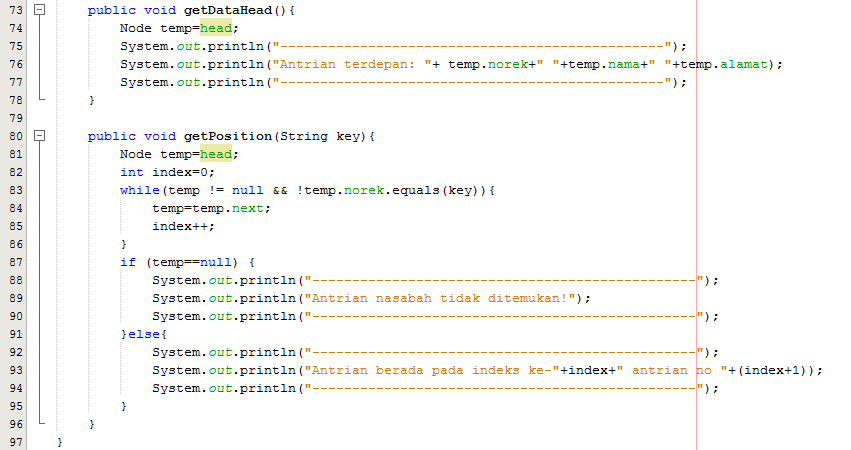 73 public void getDataHead(){
74 Node temp=head;
75 System.out.println("------------------------------------------------");
76 System.out.println("Antrian terdepan: "+ temp.norek+" "+temp.nama+" "+temp.alamat);
77 System.out.println("------------------------------------------------");
78 }
79
80 public void getPosition(String key){
81 Node temp=head;
82 int index=0;
83 while(temp != null && !temp.norek.equals(key)){
84 temp=temp.next;
85 index++;
86 }
87 if (temp==null) {
88 System.out.println("------------------------------------------------");
89 System.out.println("Antrian nasabah tidak ditemukan!");
90 System.out.println("------------------------------------------------");
91 }else{
92 System.out.println("------------------------------------------------");
93 System.out.println("Antrian berada pada indeks ke-"+index+" antrian no "+(index+1));
94 System.out.println("------------------------------------------------");
95 }
96 }
97 }